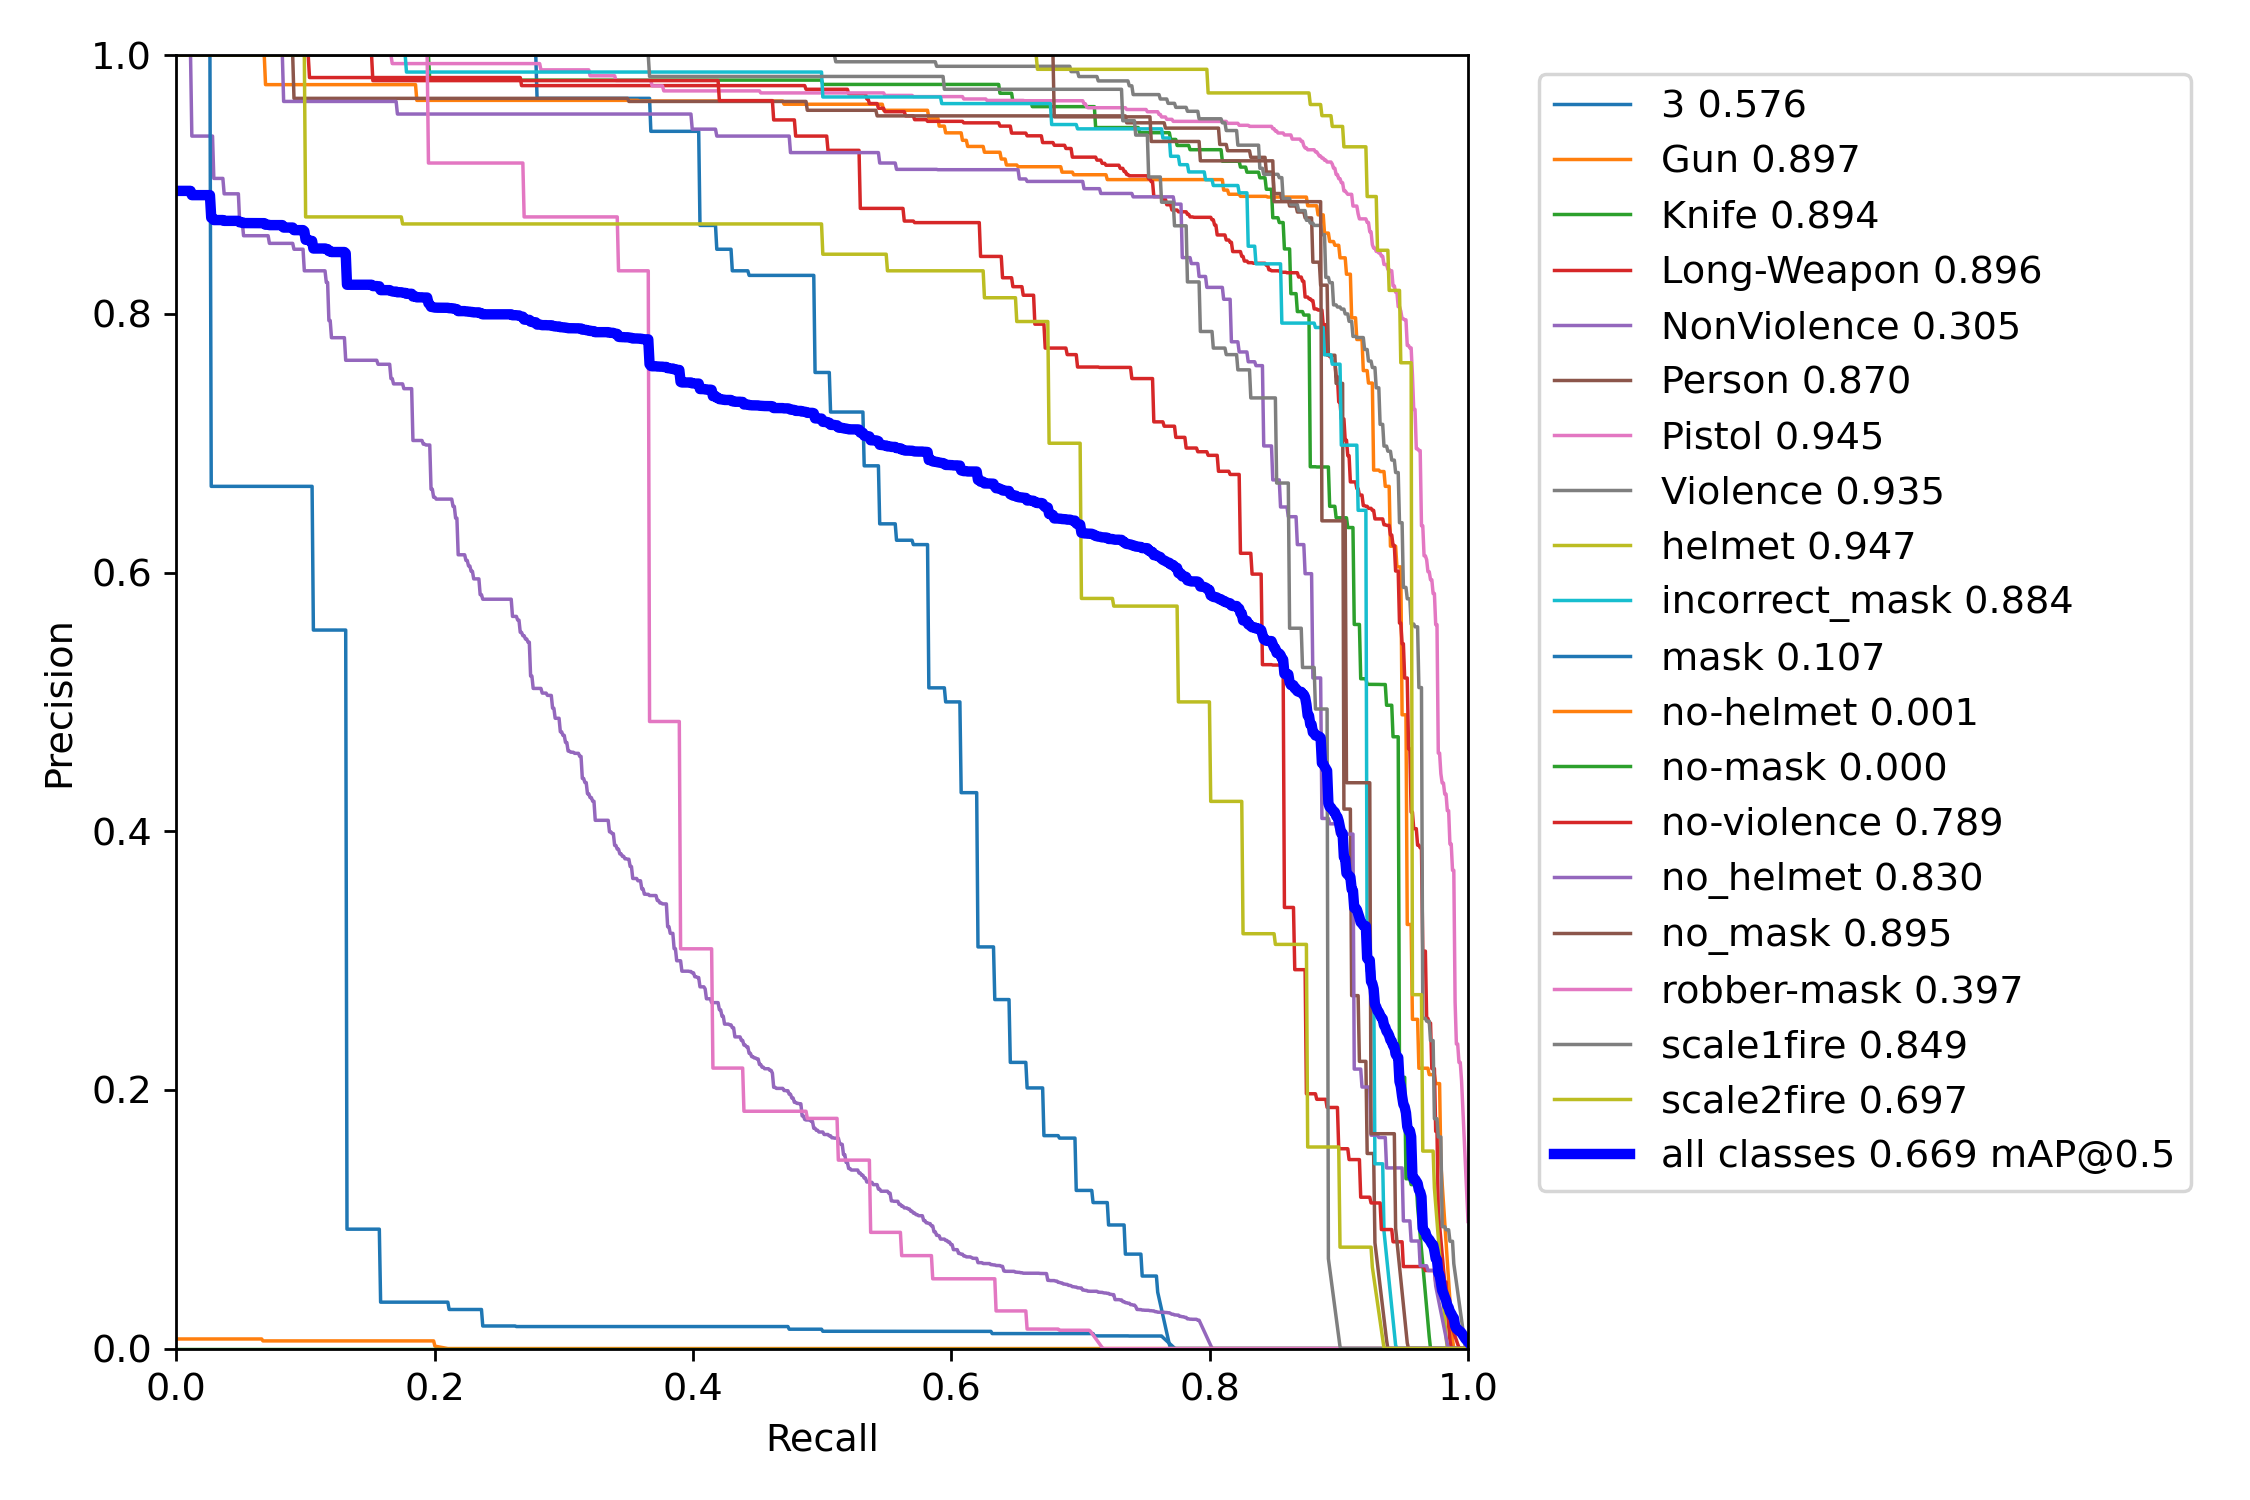 1.0
0.8
0.6
0.4
0.2
0.0
Precision
0.0 0.2 0.4 0.6 0.8 1.0
Recall
3 0.576
Gun 0.897
Knife 0.894
Long-Weapon 0.896
NonViolence 0.305
Person 0.870
Pistol 0.945
Violence 0.935
helmet 0.947
incorrect_mask 0.884
mask 0.107
no-helmet 0.001
no-mask 0.000
no-violence 0.789
no_helmet 0.830
no_mask 0.895
robber-mask 0.397
scale1fire 0.849
scale2fire 0.697
all classes 0.669 mAP@0.5